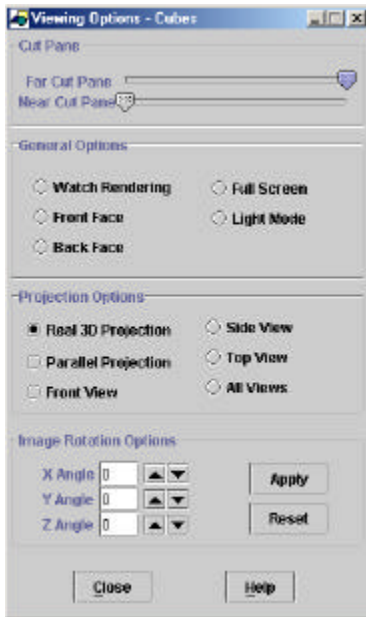 Viewing Options - Cubes
Cut Pane
Far Cut Pane
Near Cut Pane
General Options
Watch Rendering
Full Screen
Front Face
Light Mode
Back Face
Projection Options
Real 3D Projection
Side View
Parallel Projection
Top View
Front View
All Views
Image Rotation Options
X Angle 0
Apply
Y Angle 0
Z Angle 0
Reset
Close
Help